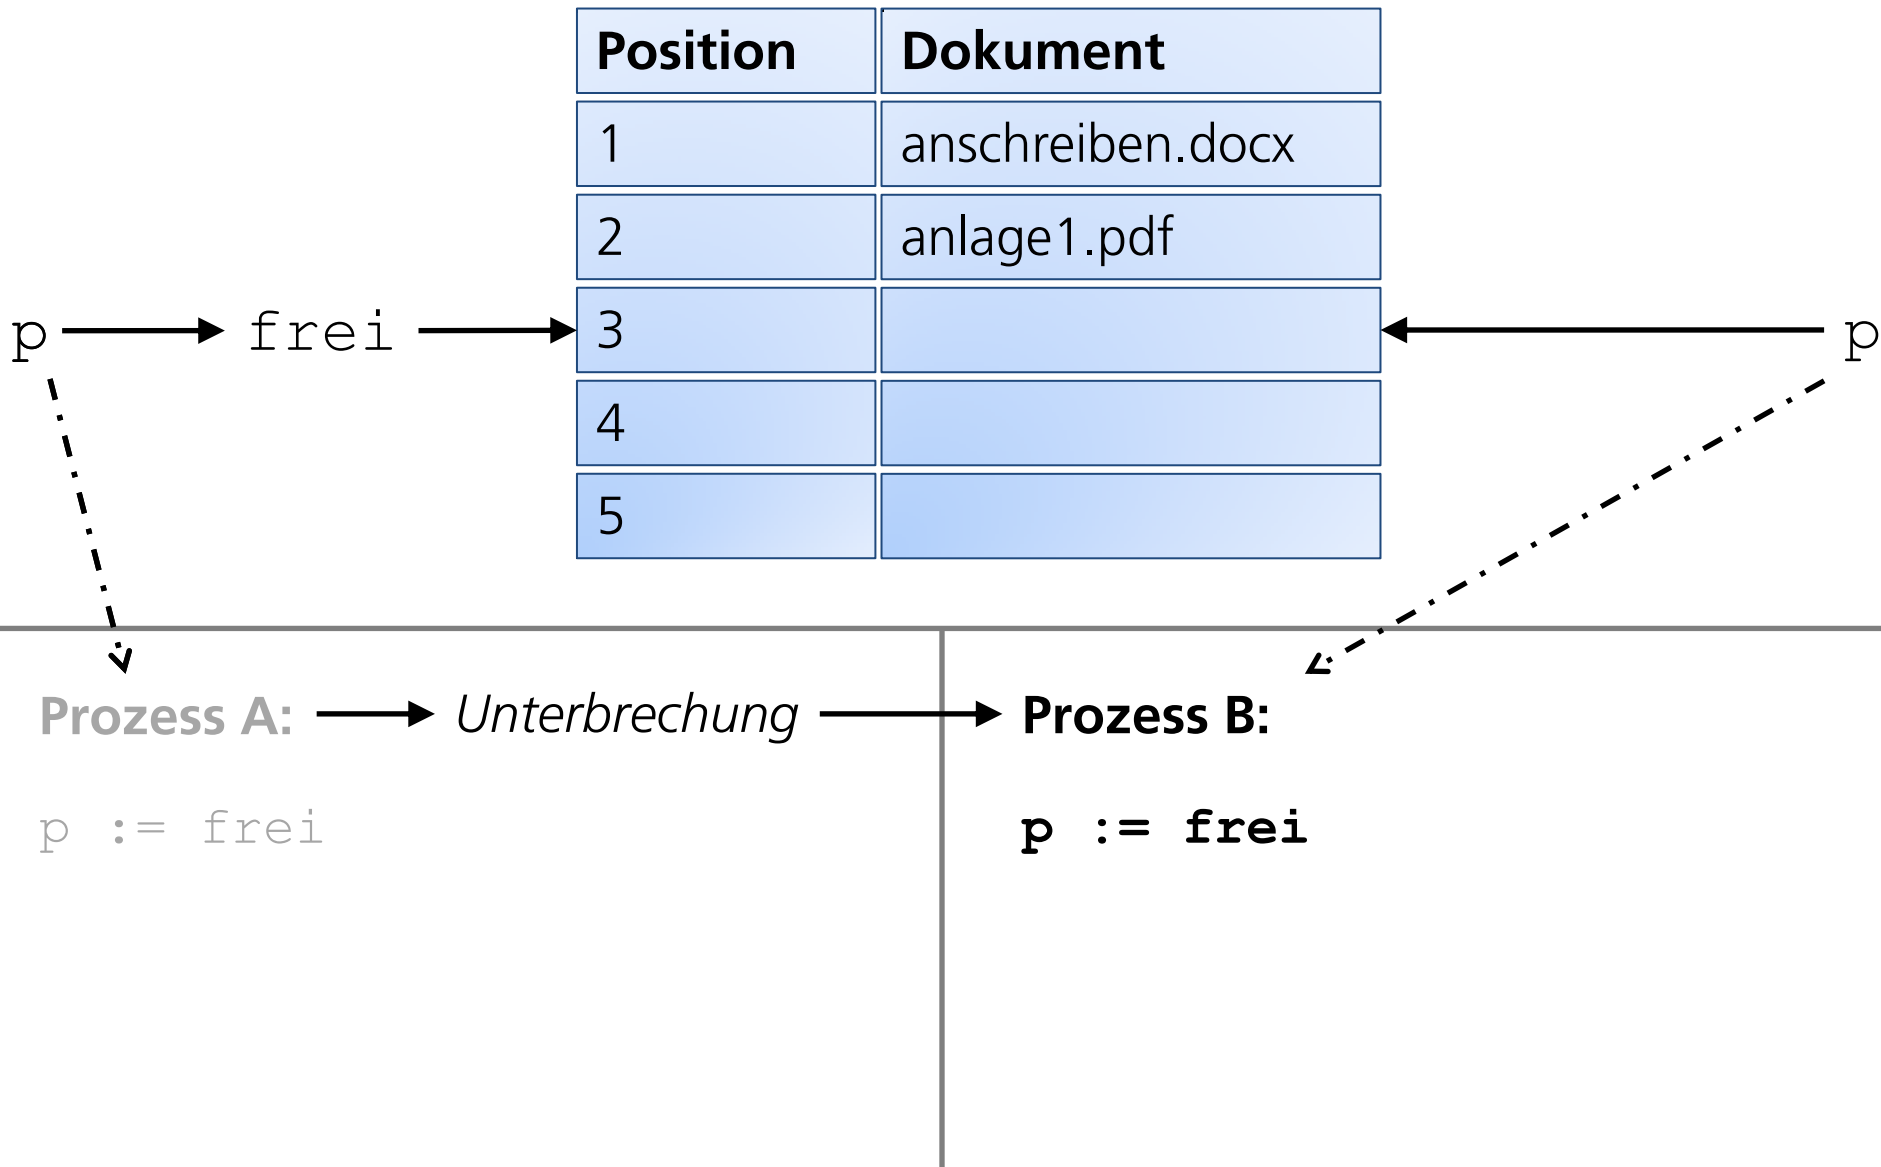 Position Dokument
1 anschreiben.docx
2 anlage1.pdf
p frei 3 p
4
5
Prozess A: Unterbrechung Prozess B:
p := frei p := frei